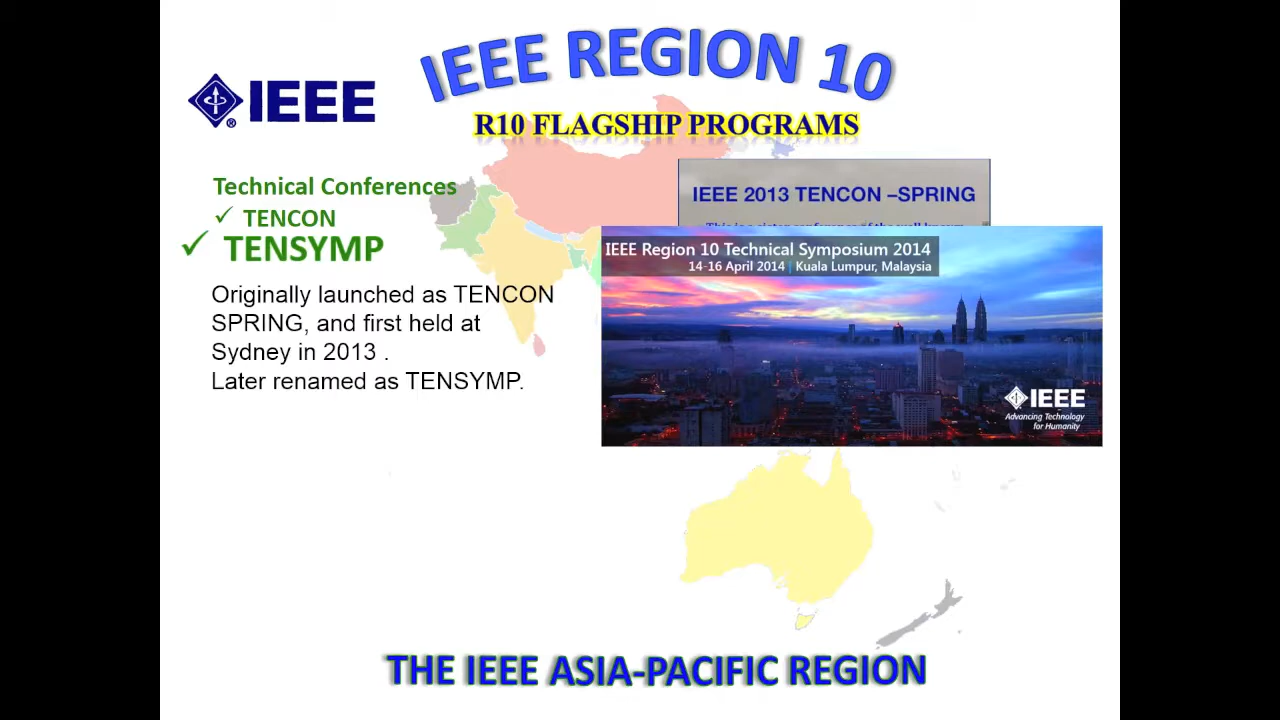 IEEE REGION 10
IEEE
R10 FLAGSHIP PROGRAMS
Technical Conferences
✓ TENCON
✓ TENSYMP
Originally launched as TENCON
SPRING, and first held at
Sydney in 2013 .
Later renamed as TENSYMP.
IEEE 2013 TENCON –SPRING
IEEE Region 10 Technical Symposium 2014
14-16 April 2014 | Kuala Lumpur, Malaysia
IEEE
Advancing Technology
for Humanity
THE IEEE ASIA-PACIFIC REGION